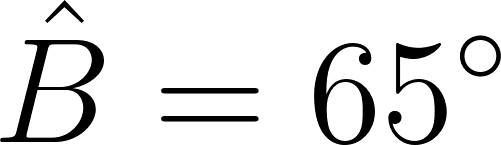 B̂ = 65°